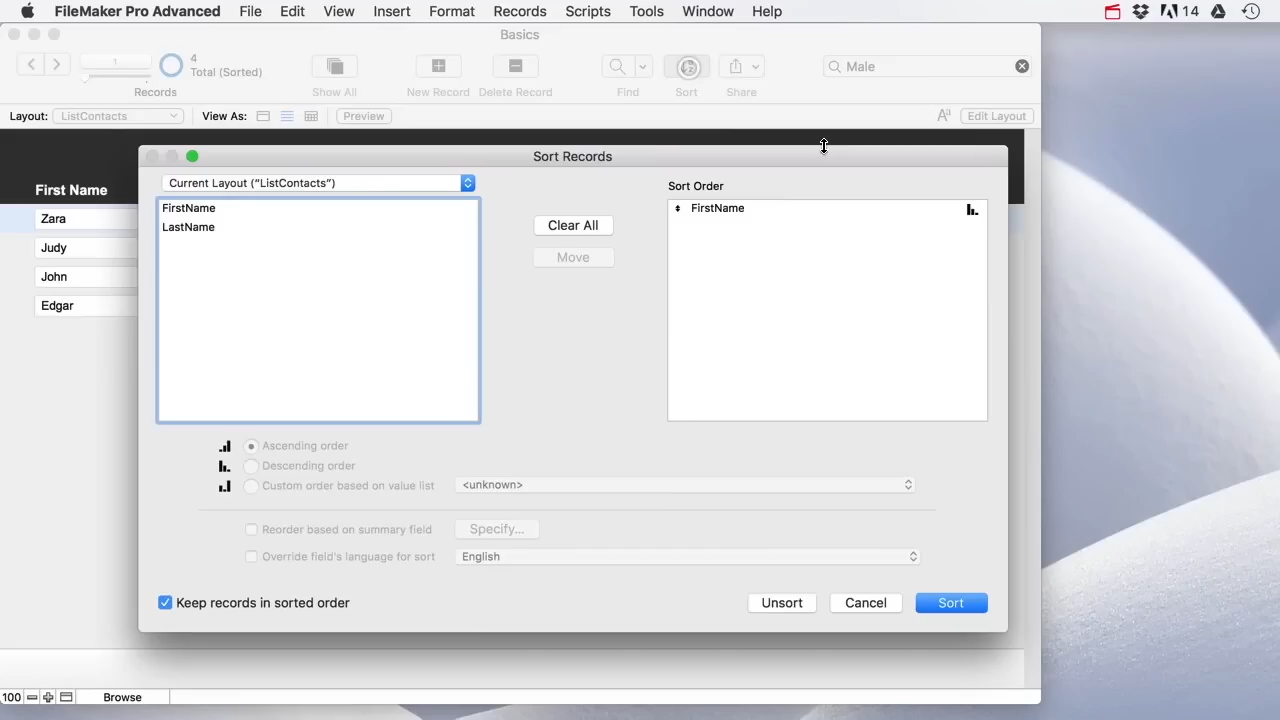 FileMaker Pro Advanced File Edit View Insert Format Records Scripts Tools Window Help 14
Basics
1
4
Total (Sorted)
Male
Records Show All New Record Delete Record Find Sort Share
Layout: ListContacts View As: Preview Edit Layout
Sort Records
Current Layout (“ListContacts”)
Sort Order
First Name
FirstName
FirstName
Zara
LastName
Clear All
Judy
Move
John
Edgar
Ascending order
Descending order
Custom order based on value list <unknown>
Reorder based on summary field Specify...
Override field's language for sort English
Keep records in sorted order Unsort Cancel Sort
100 Browse